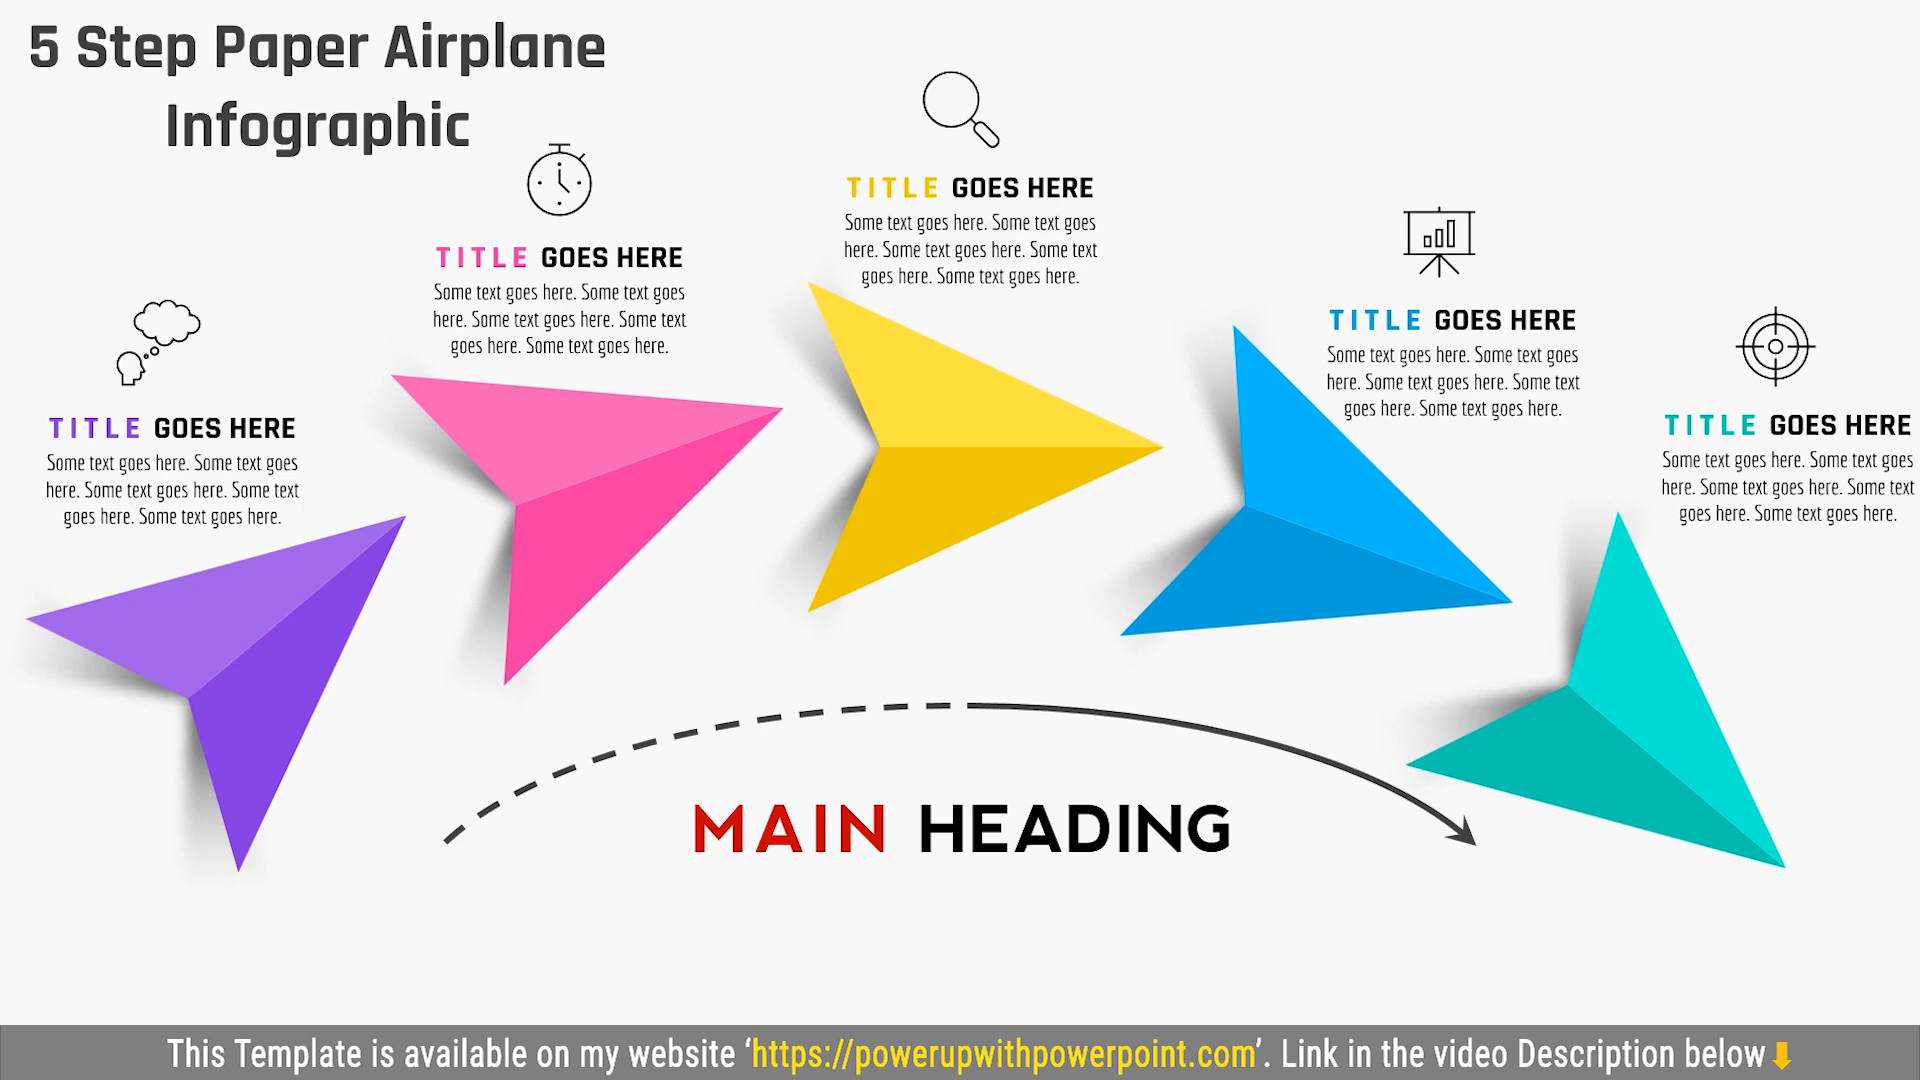 5 Step Paper Airplane
Infographic
TITLE GOES HERE
Some text goes here. Some text goes
here. Some text goes here. Some text
goes here. Some text goes here.
TITLE GOES HERE
Some text goes here. Some text goes
here. Some text goes here. Some text
goes here. Some text goes here.
TITLE GOES HERE
Some text goes here. Some text goes
here. Some text goes here. Some text
goes here. Some text goes here.
TITLE GOES HERE
Some text goes here. Some text goes
here. Some text goes here. Some text
goes here. Some text goes here.
TITLE GOES HERE
Some text goes here. Some text goes
here. Some text goes here. Some text
goes here. Some text goes here.
MAIN HEADING
This Template is available on my website ‘https://powerupwithpowerpoint.com’. Link in the video Description below